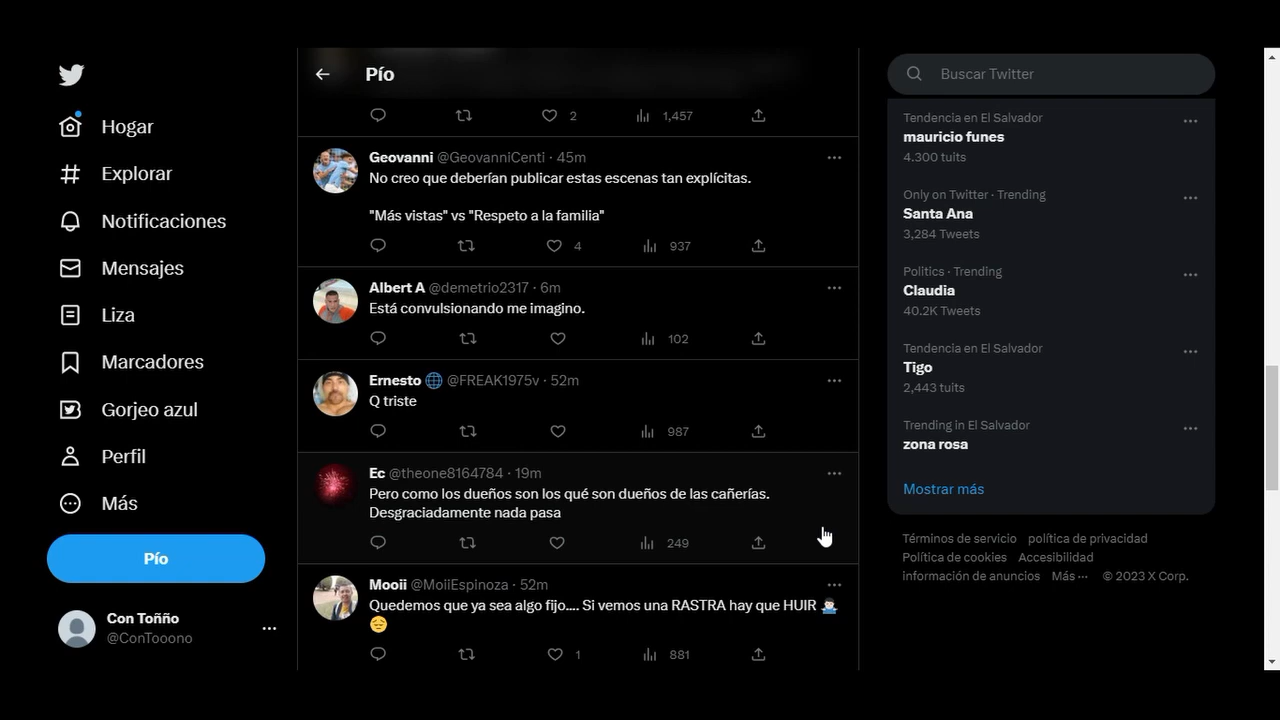 Hogar
Explorar
Notificaciones
Mensajes
Liza
Marcadores
Gorjeo azul
Perfil
Más
Pío
Con Toñño
@ConTooono
Pío
2
1,457
Geovanni @GeovanniCenti · 45m
No creo que deberían publicar estas escenas tan explícitas.
"Más vistas" vs "Respeto a la familia"
4
937
Albert A @demetrio2317 · 6m
Está convulsionando me imagino.
102
Ernesto @FREAK1975v · 52m
Q triste
987
Ec @theone8164784 · 19m
Pero como los dueños son los qué son dueños de las cañerías.
Desgraciadamente nada pasa
249
Mooii @MoiiEspinoza · 52m
Quedemos que ya sea algo fijo.... Si vemos una RASTRA hay que HUIR
1
881
Buscar Twitter
Tendencia en El Salvador
mauricio funes
4.300 tuits
Only on Twitter · Trending
Santa Ana
3,284 Tweets
Politics · Trending
Claudia
40.2K Tweets
Tendencia en El Salvador
Tigo
2,443 tuits
Trending in El Salvador
zona rosa
Mostrar más
Términos de servicio política de privacidad
Política de cookies Accesibilidad
información de anuncios Más ··· © 2023 X Corp.